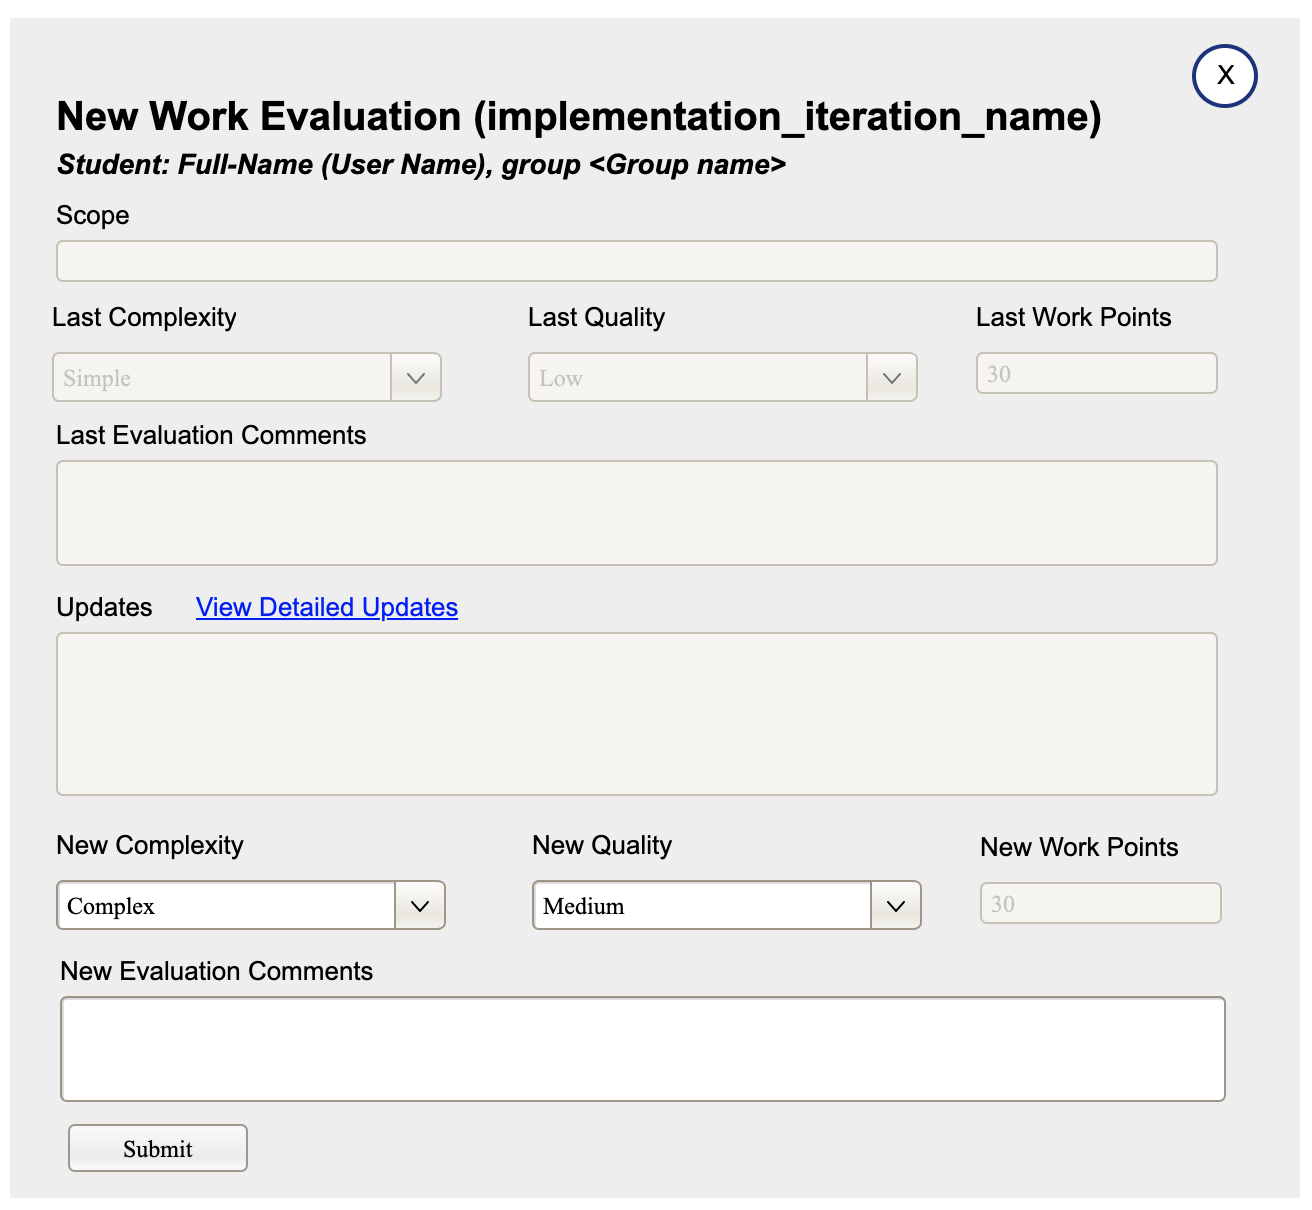 X
New Work Evaluation (implementation_iteration_name)
Student: Full-Name (User Name), group <Group name>
Scope
Last Complexity Last Quality Last Work Points
Simple Low 30
Last Evaluation Comments
Updates View Detailed Updates
New Complexity New Quality New Work Points
Complex Medium 30
New Evaluation Comments
Submit